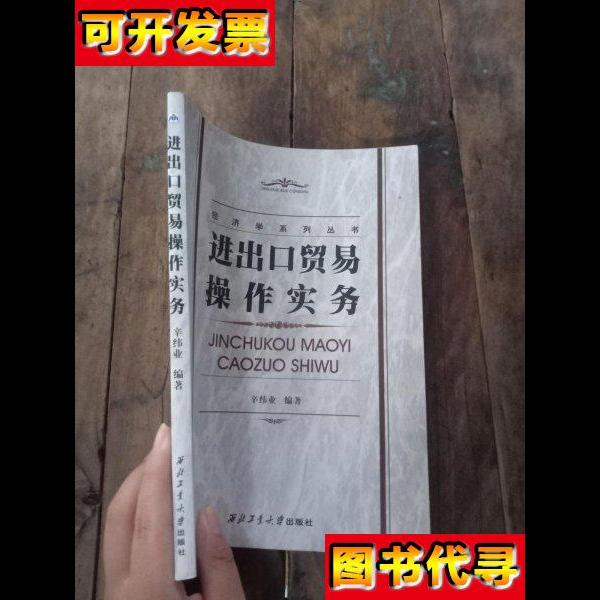 可开发票
进出口贸易操作实务
辛纬业 编著
西北工业大学出版社
经济学系列丛书
进出口贸易
操作实务
JINCHUKOU MAOYI
CAOZUO SHIWU
辛纬业 编著
西北工业大学出版社
图书代寻